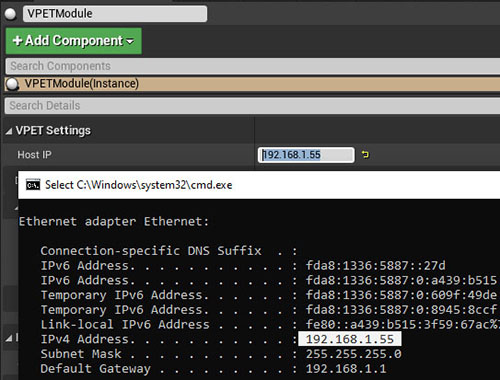 VPETModule
+ Add Component
Search Components
VPETModule(Instance)
Search Details
VPET Settings
Host IP
192.168.1.55
Select C:\Windows\system32\cmd.exe
Ethernet adapter Ethernet:
Connection-specific DNS Suffix . :
IPv6 Address. . . . . . . . . . . : fda8:1336:5887::27d
IPv6 Address. . . . . . . . . . . : fda8:1336:5887:0:a439:b515
Temporary IPv6 Address. . . . . . : fda8:1336:5887:0:609f:49de
Temporary IPv6 Address. . . . . . : fda8:1336:5887:0:8945:8ccf
Link-local IPv6 Address . . . . . : fe80::a439:b515:3f59:67ac%
IPv4 Address. . . . . . . . . . . : 192.168.1.55
Subnet Mask . . . . . . . . . . . : 255.255.255.0
Default Gateway . . . . . . . . . : 192.168.1.1